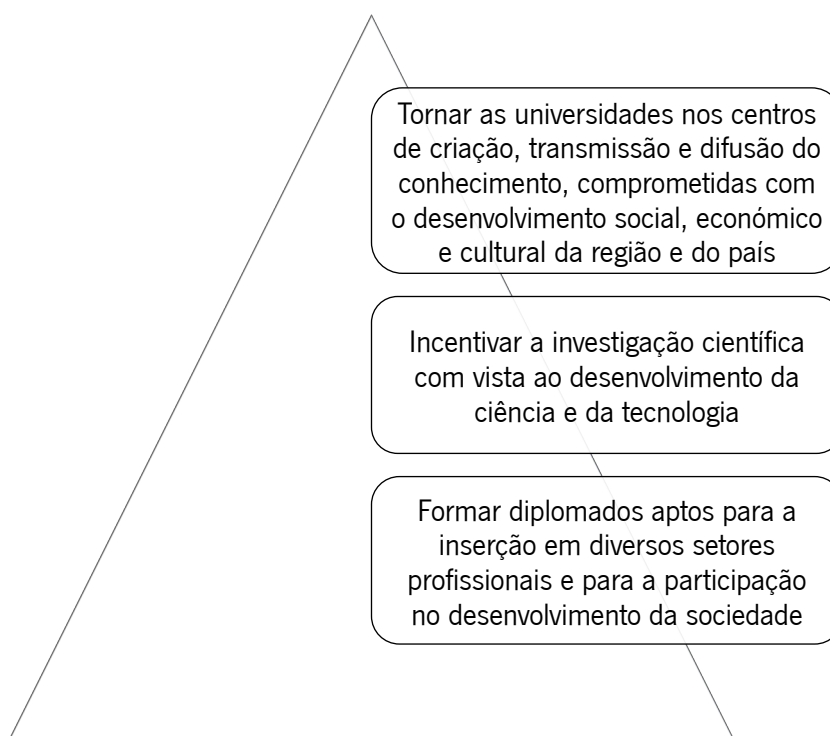 Tornar as universidades nos centros
de criação, transmissão e difusão do
conhecimento, comprometidas com
o desenvolvimento social, económico
e cultural da região e do país
Incentivar a investigação científica
com vista ao desenvolvimento da
ciência e da tecnologia
Formar diplomados aptos para a
inserção em diversos setores
profissionais e para a participação
no desenvolvimento da sociedade